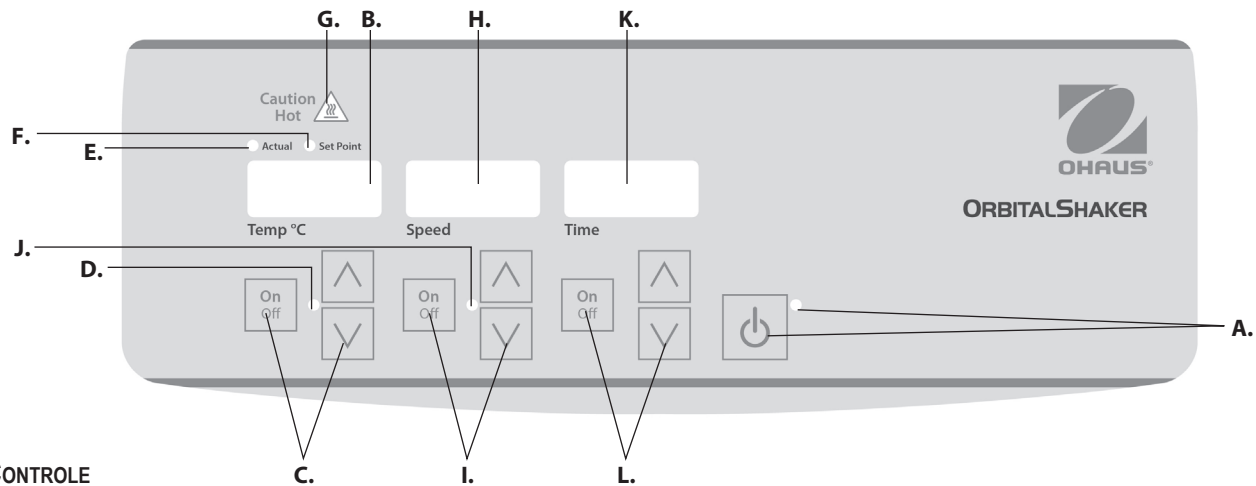 G. B. H. K.
Caution
Hot
F.
E. Actual Set Point
OHAUS®
ORBITALSHAKER
Temp °C Speed Time
J.
D.
On On On
Off Off Off
A.
C. I. L.
CONTROLE